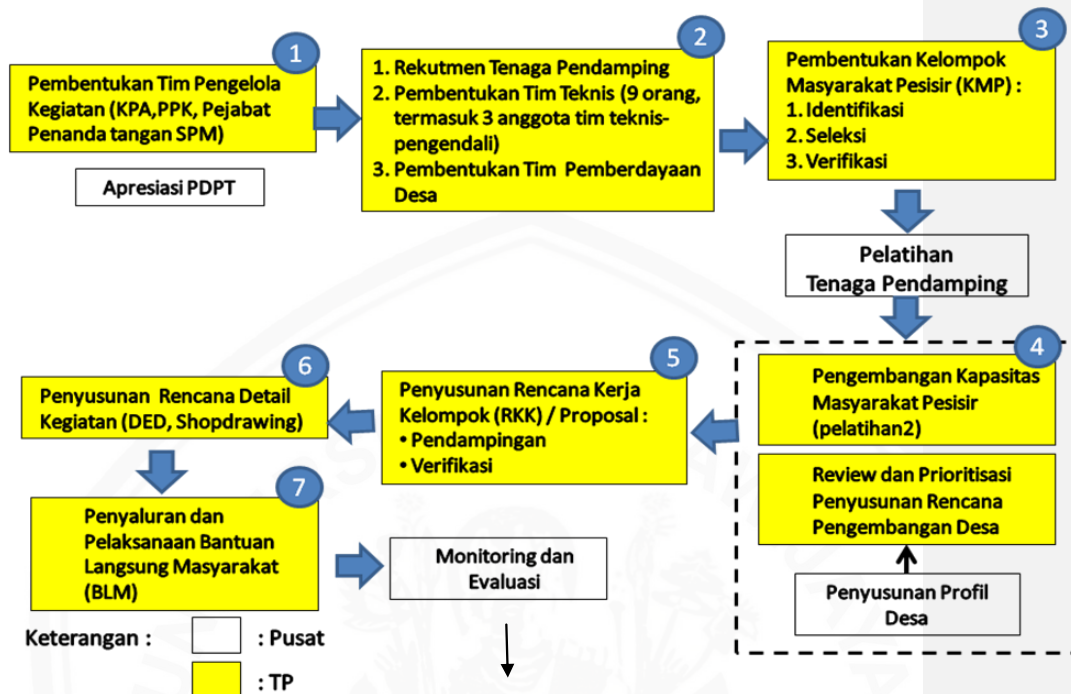 1
Pembentukan Tim Pengelola
Kegiatan (KPA,PPK, Pejabat
Penanda tangan SPM)
Apresiasi PDPT
2
1. Rekutmen Tenaga Pendamping
2. Pembentukan Tim Teknis (9 orang,
termasuk 3 anggota tim teknis-
pengendali)
3. Pembentukan Tim Pemberdayaan
Desa
3
Pembentukan Kelompok
Masyarakat Pesisir (KMP) :
1. Identifikasi
2. Seleksi
3. Verifikasi
Pelatihan
Tenaga Pendamping
4
Pengembangan Kapasitas
Masyarakat Pesisir
(pelatihan2)
Review dan Prioritisasi
Penyusunan Rencana
Pengembangan Desa
Penyusunan Profil
Desa
5
Penyusunan Rencana Kerja
Kelompok (RKK) / Proposal :
• Pendampingan
• Verifikasi
6
Penyusunan Rencana Detail
Kegiatan (DED, Shopdrawing)
7
Penyaluran dan
Pelaksanaan Bantuan
Langsung Masyarakat
(BLM)
Monitoring dan
Evaluasi
Keterangan : : Pusat
: TP